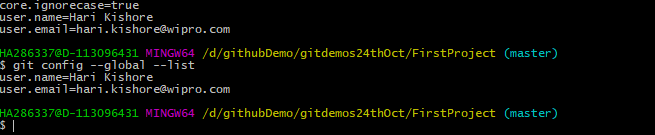 core.ignorecase=true
user.name=Hari Kishore
user.email=hari.kishore@wipro.com
HA286337@D-113096431 MINGW64 /d/githubDemo/gitdemos24thOct/FirstProject (master)
$ git config --global --list
user.name=Hari Kishore
user.email=hari.kishore@wipro.com
HA286337@D-113096431 MINGW64 /d/githubDemo/gitdemos24thOct/FirstProject (master)
$